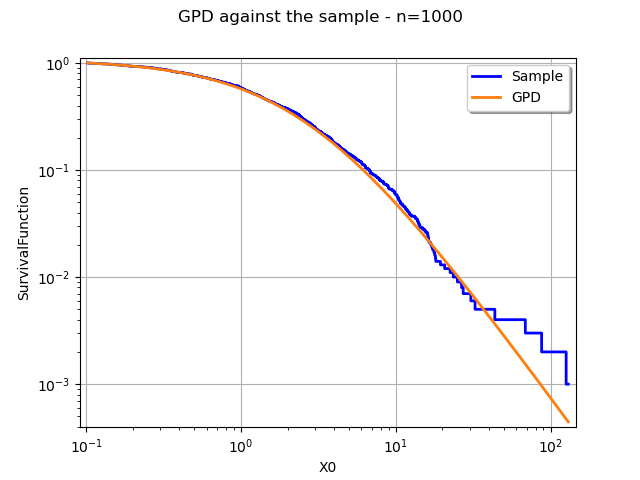 GPD against the sample - n=1000
Sample
GPD
SurvivalFunction
10⁰
10⁻¹
10⁻²
10⁻³
10⁻¹ 10⁰ 10¹ 10²
X0